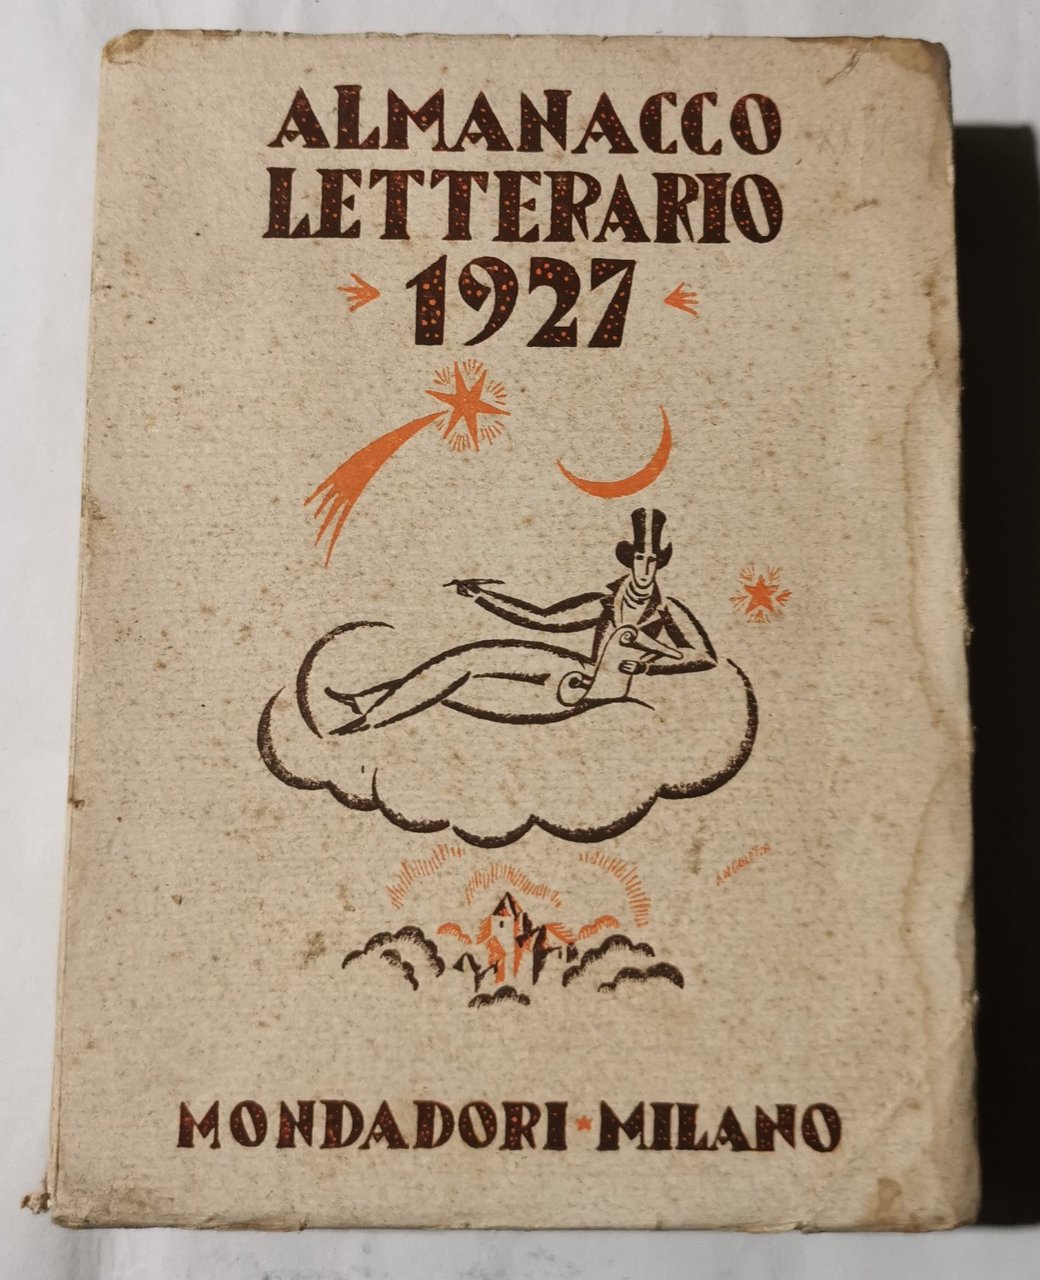 ALMANACCO
LETTERARIO
1927
MONDADORI ★ MILANO